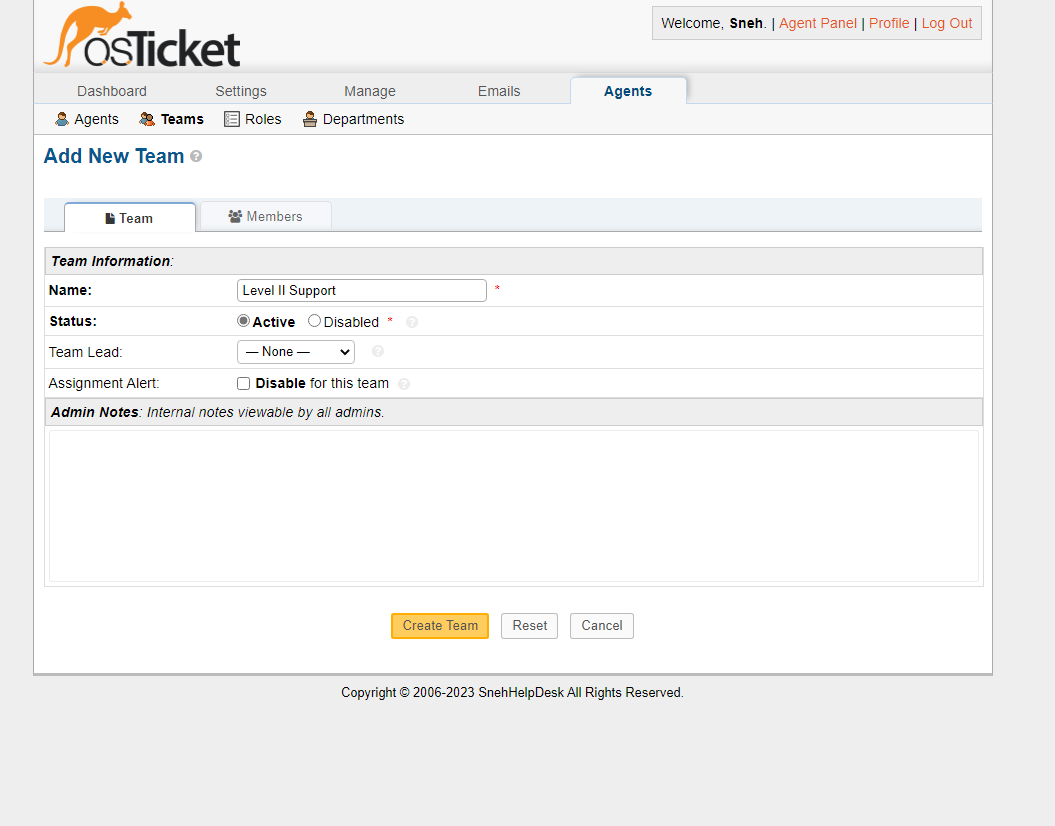 osTicket
Welcome, Sneh. | Agent Panel | Profile | Log Out
Dashboard Settings Manage Emails Agents
Agents Teams Roles Departments
Add New Team ?
Team Members
Team Information:
Name: Level II Support *
Status: Active Disabled * ?
Team Lead: — None — ?
Assignment Alert: Disable for this team ?
Admin Notes: Internal notes viewable by all admins.
Create Team Reset Cancel
Copyright © 2006-2023 SnehHelpDesk All Rights Reserved.